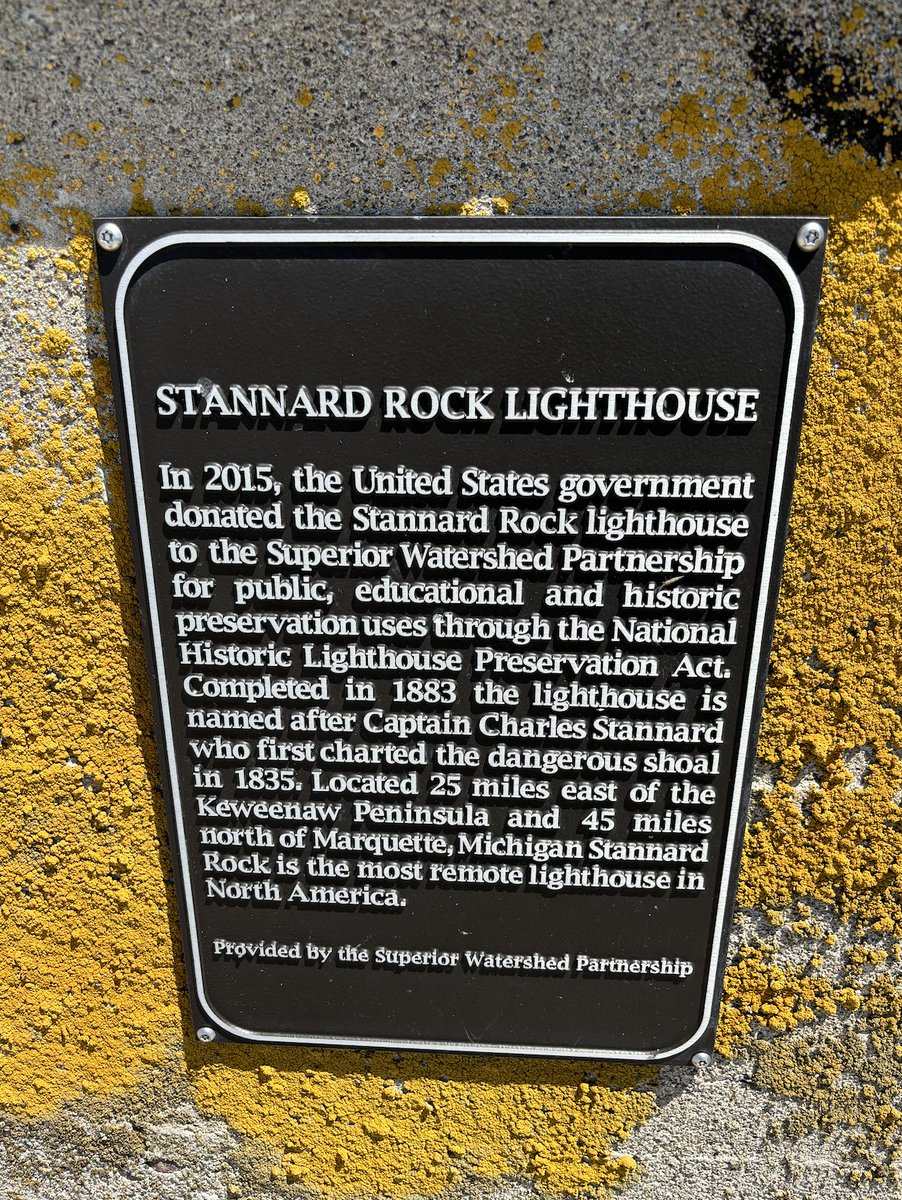 STANNARD ROCK LIGHTHOUSE
In 2015, the United States government
donated the Stannard Rock lighthouse
to the Superior Watershed Partnership
for public, educational and historic
preservation uses through the National
Historic Lighthouse Preservation Act.
Completed in 1883 the lighthouse is
named after Captain Charles Stannard
who first charted the dangerous shoal
in 1835. Located 25 miles east of the
Keweenaw Peninsula and 45 miles
north of Marquette, Michigan Stannard
Rock is the most remote lighthouse in
North America.
Provided by the Superior Watershed Partnership